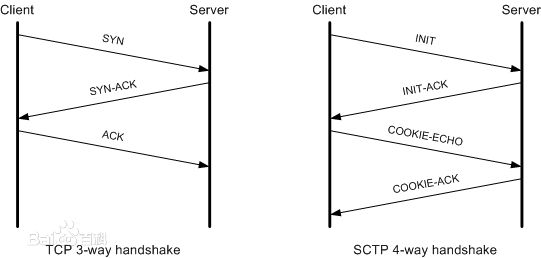 Client
Server
SYN
SYN-ACK
ACK
TCP 3-way handshake
Client
Server
INIT
INIT-ACK
COOKIE-ECHO
COOKIE-ACK
SCTP 4-way handshake
Bai百科